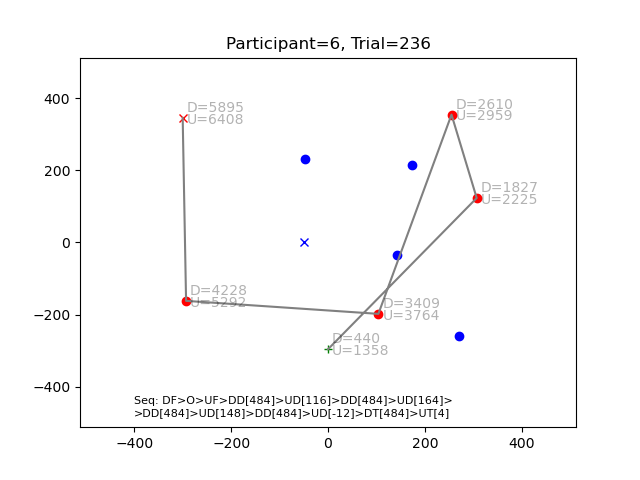 Participant=6, Trial=236
400
200
0
−200
−400
−400
−200
0
200
400
D=5895
U=6408
D=2610
U=2959
D=1827
U=2225
D=4228
U=5292
D=3409
U=3764
D=440
U=1358
Seq: DF>O>UF>DD[484]>UD[116]>DD[484]>UD[164]>
>DD[484]>UD[148]>DD[484]>UD[-12]>DT[484]>UT[4]